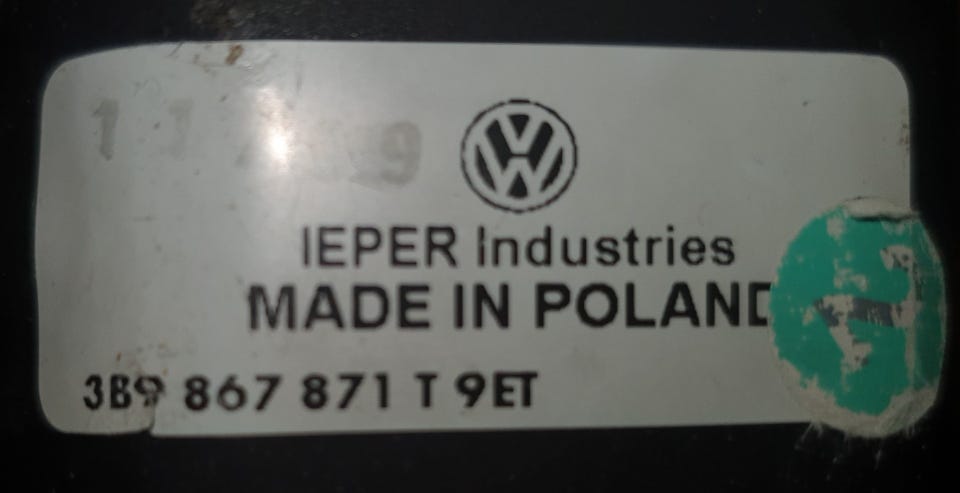 IEPER Industries
MADE IN POLAND
3B9 867 871 T 9ET